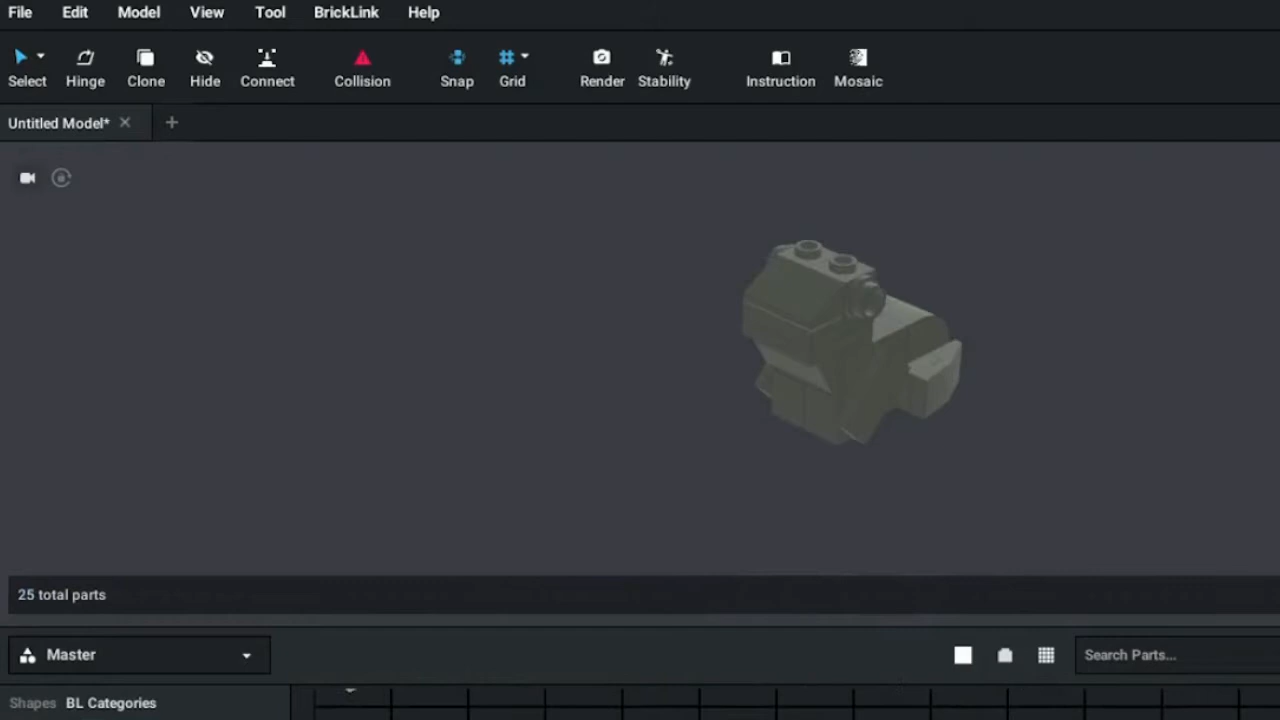 File Edit Model View Tool BrickLink Help
Select Hinge Clone Hide Connect Collision Snap Grid Render Stability Instruction Mosaic
Untitled Model*
25 total parts
Master Search Parts...
Shapes BL Categories